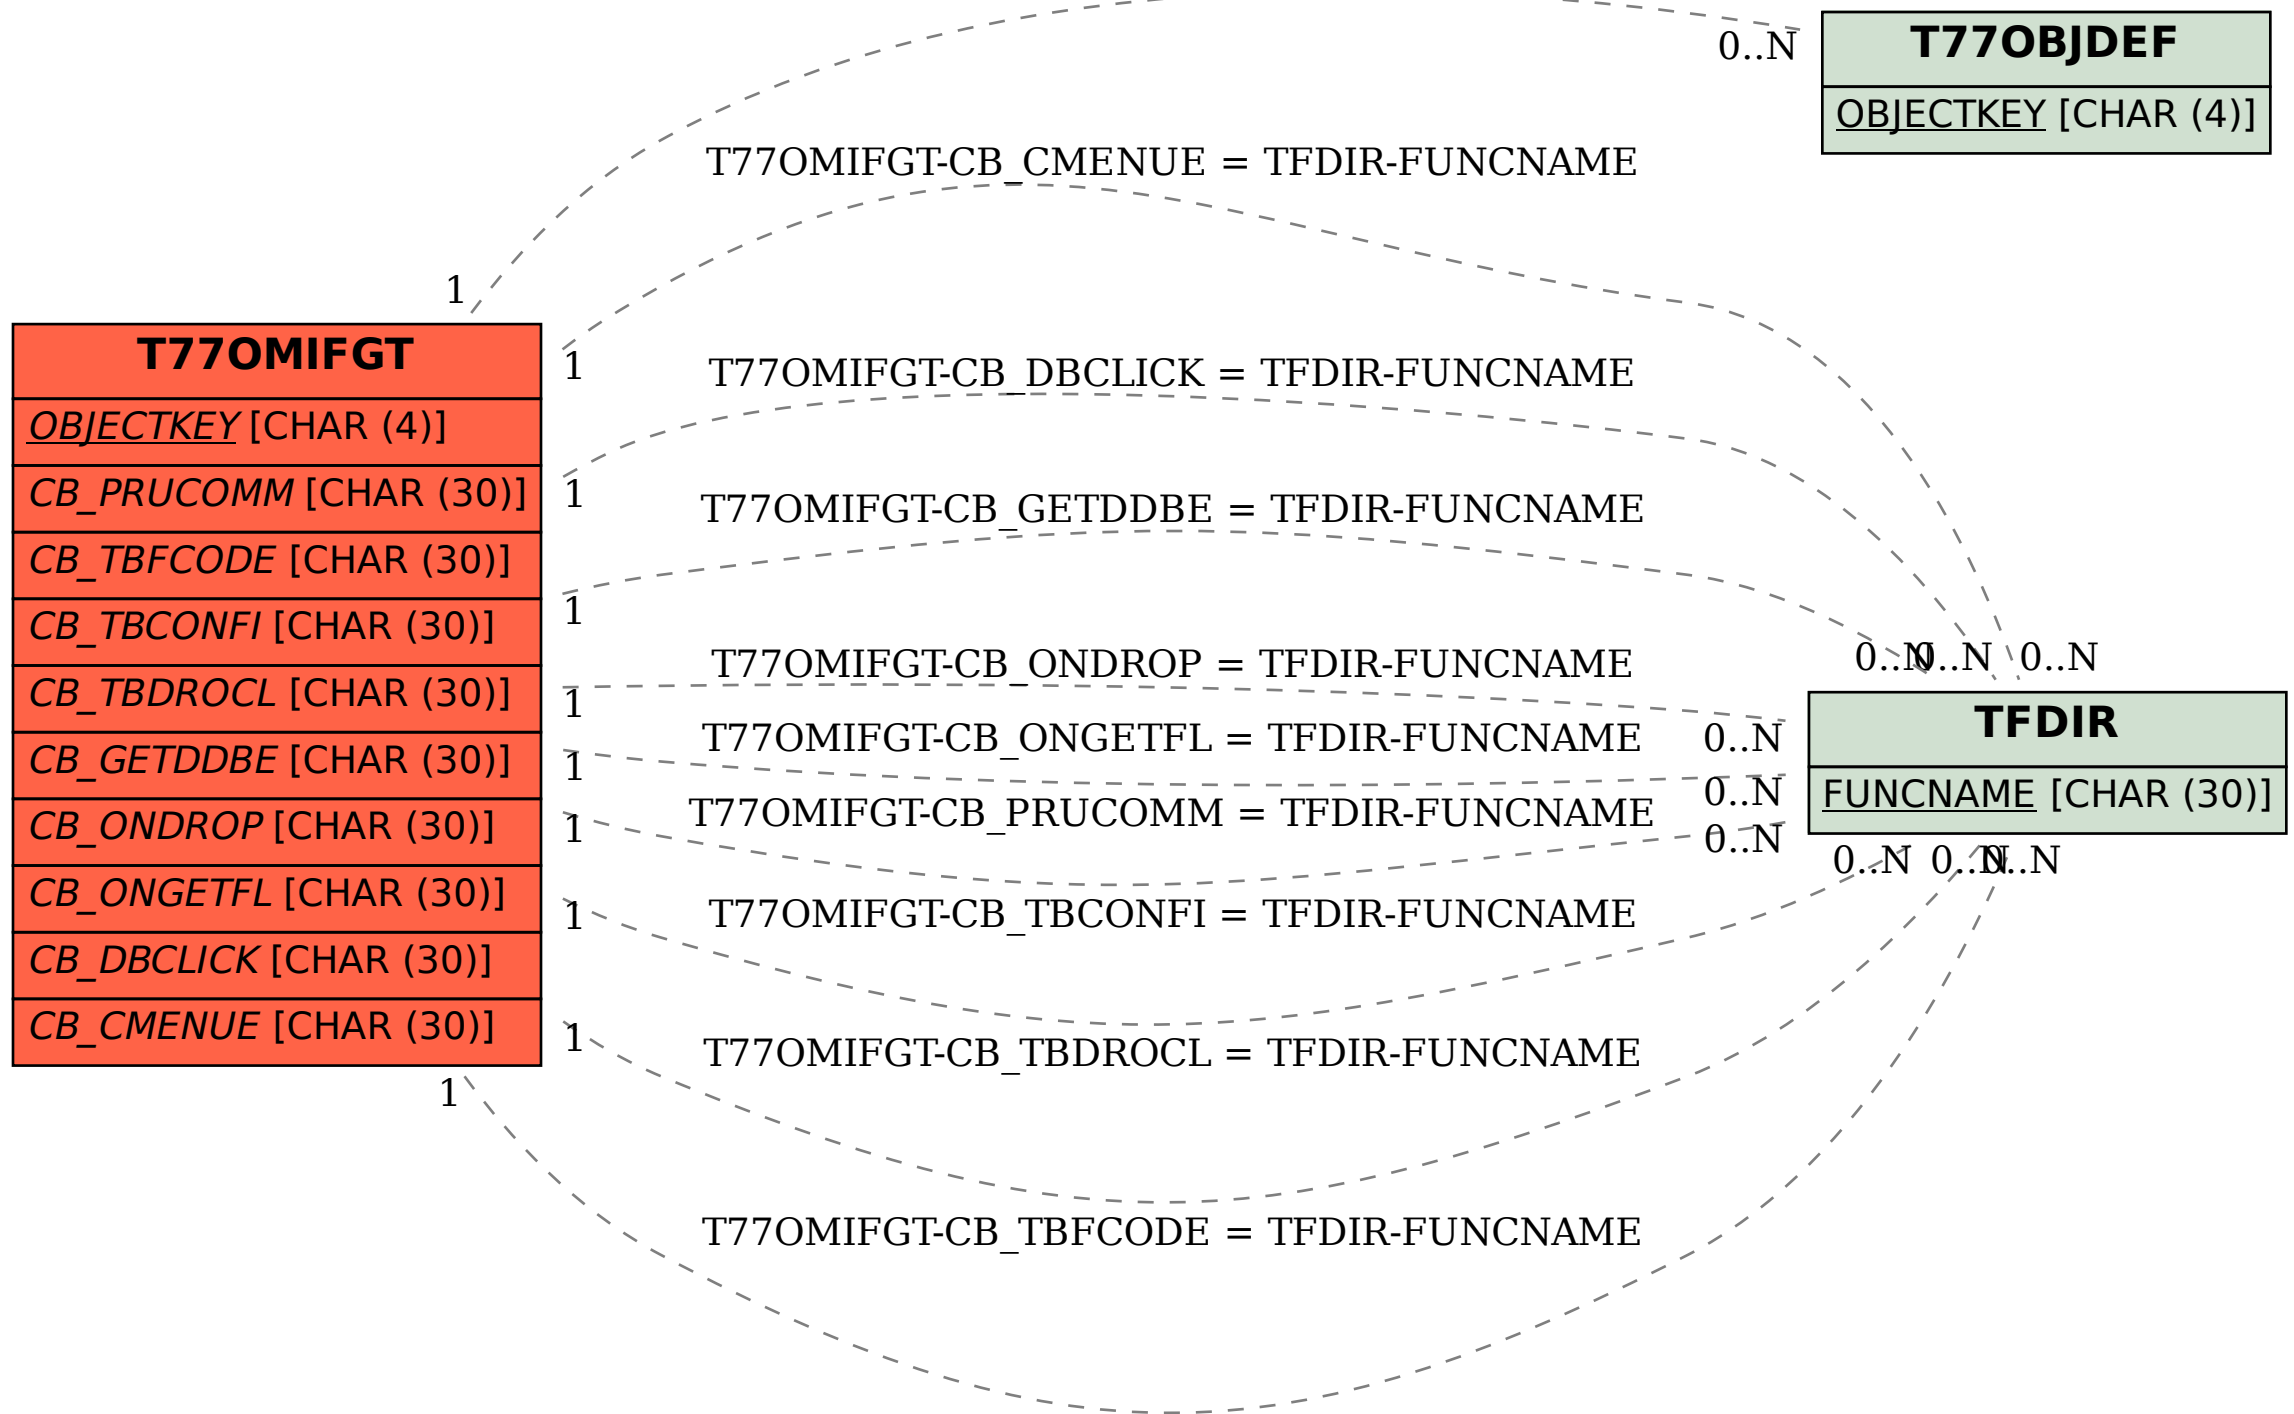 0..N
T77OBJDEF
OBJECTKEY [CHAR (4)]
T77OMIFGT-CB_CMENUE = TFDIR-FUNCNAME
1
T77OMIFGT
OBJECTKEY [CHAR (4)]
CB_PRUCOMM [CHAR (30)]
CB_TBFCODE [CHAR (30)]
CB_TBCONFI [CHAR (30)]
CB_TBDROCL [CHAR (30)]
CB_GETDDBE [CHAR (30)]
CB_ONDROP [CHAR (30)]
CB_ONGETFL [CHAR (30)]
CB_DBCLICK [CHAR (30)]
CB_CMENUE [CHAR (30)]
1
1
T77OMIFGT-CB_DBCLICK = TFDIR-FUNCNAME
1
T77OMIFGT-CB_GETDDBE = TFDIR-FUNCNAME
1
T77OMIFGT-CB_ONDROP = TFDIR-FUNCNAME
1
T77OMIFGT-CB_ONGETFL = TFDIR-FUNCNAME
1
T77OMIFGT-CB_PRUCOMM = TFDIR-FUNCNAME
1
T77OMIFGT-CB_TBCONFI = TFDIR-FUNCNAME
1
T77OMIFGT-CB_TBDROCL = TFDIR-FUNCNAME
1
T77OMIFGT-CB_TBFCODE = TFDIR-FUNCNAME
0..N 0..N 0..N
0..N
0..N
0..N
TFDIR
FUNCNAME [CHAR (30)]
0..N 0..N 0..N